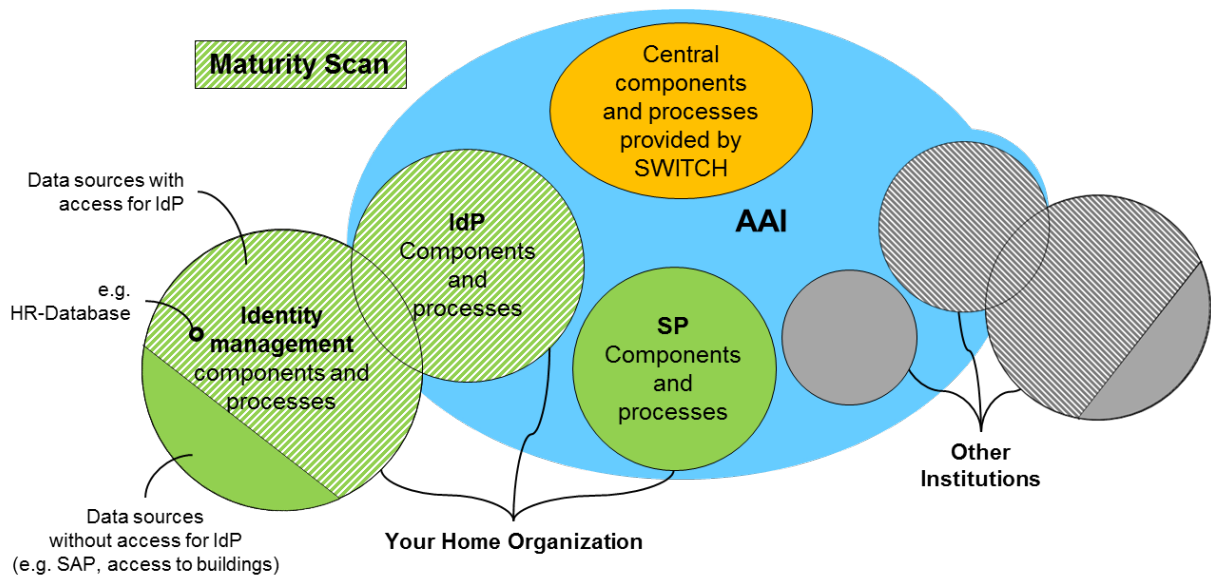 Maturity Scan
Central
components
and processes
provided by
SWITCH
Data sources with
access for IdP
IdP
Components
and
processes
AAI
e.g.
HR-Database
Identity
management
components and
processes
SP
Components
and
processes
Other
Institutions
Data sources
without access for IdP
(e.g. SAP, access to buildings)
Your Home Organization